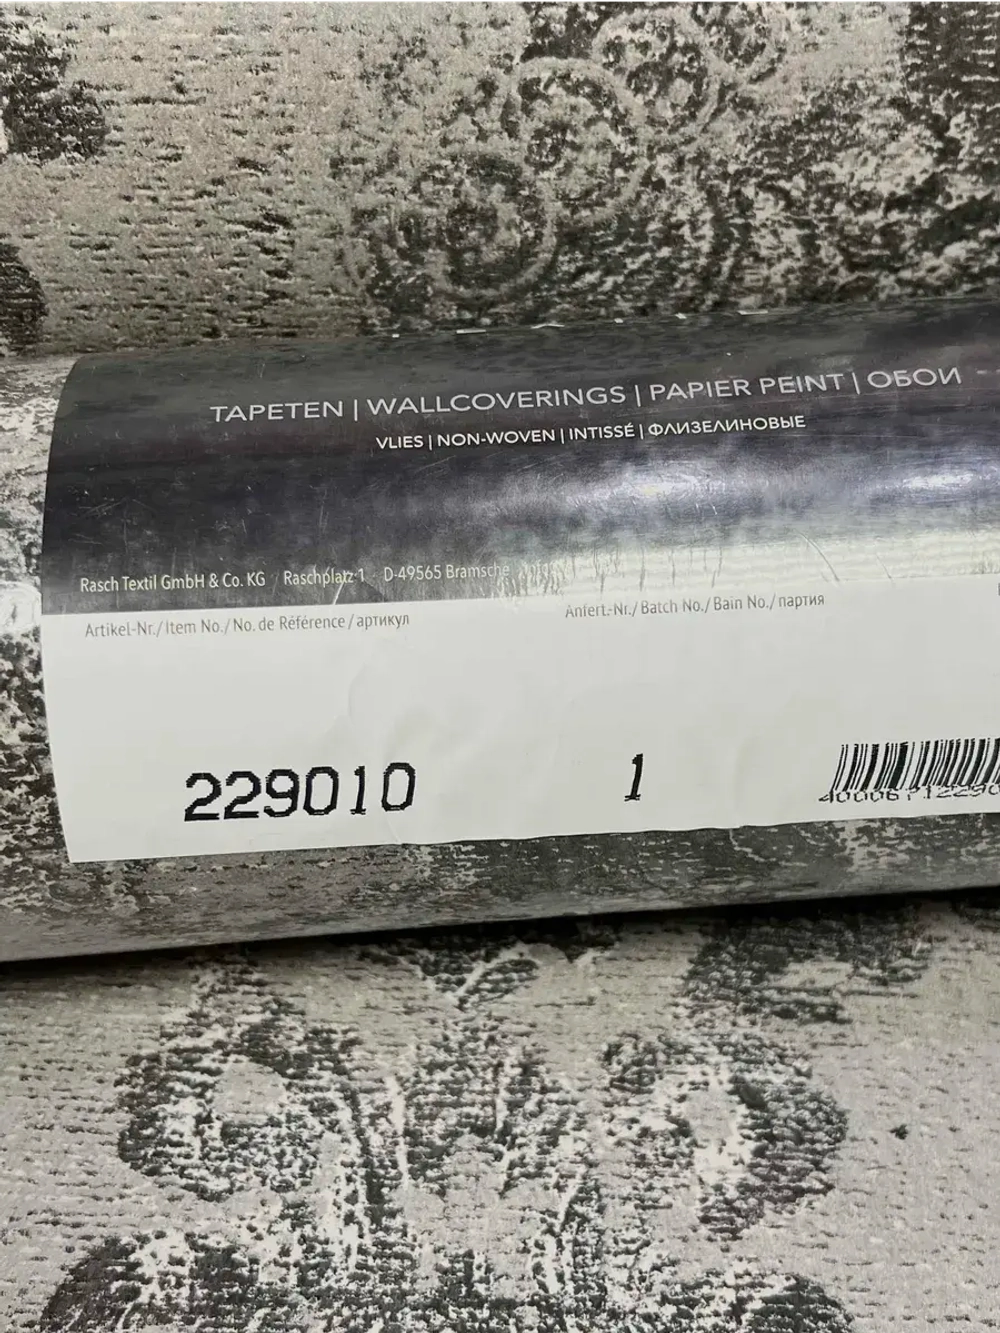 TAPETEN | WALLCOVERINGS | PAPIER PEINT | ОБОИ
VLIES | NON-WOVEN | INTISSÉ | ФЛИЗЕЛИНОВЫЕ
Rasch Textil GmbH & Co. KG Raschplatz 1 D-49565 Bramsche
Artikel-Nr./ Item No./ No. de Référence / артикул
Anfert.-Nr./ Batch No./ Bain No./ партия
229010
1